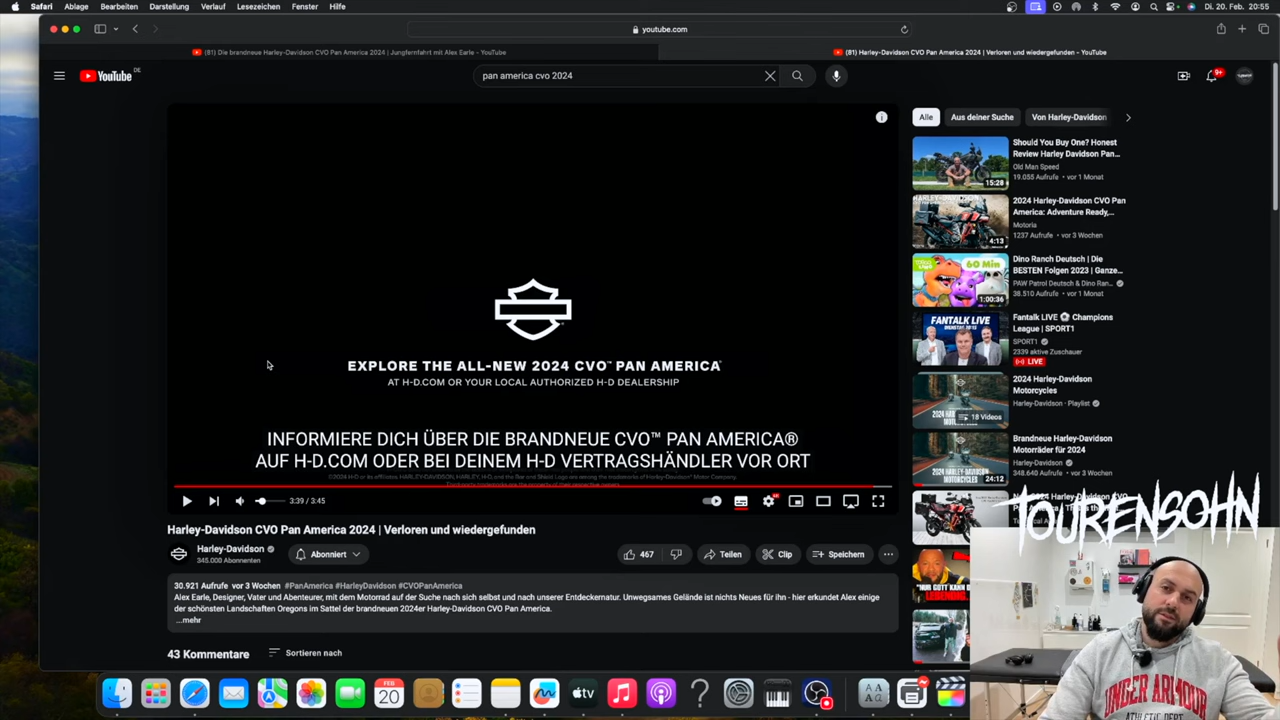 Safari Ablage Bearbeiten Darstellung Verlauf Lesezeichen Fenster Hilfe
Di. 20. Feb. 20:55
youtube.com
(81) Die brandneue Harley-Davidson CVO Pan America 2024 | Jungfernfahrt mit Alex Earle - YouTube
(81) Harley-Davidson CVO Pan America 2024 | Verloren und wiedergefunden - YouTube
YouTube DE
pan america cvo 2024
9+
EXPLORE THE ALL-NEW 2024 CVO™ PAN AMERICA®
AT H-D.COM OR YOUR LOCAL AUTHORIZED H-D DEALERSHIP
INFORMIERE DICH ÜBER DIE BRANDNEUE CVO™ PAN AMERICA®
AUF H-D.COM ODER BEI DEINEM H-D VERTRAGSHÄNDLER VOR ORT
3:39 / 3:45
Harley-Davidson CVO Pan America 2024 | Verloren und wiedergefunden
Harley-Davidson
345.000 Abonnenten
Abonniert
467
Teilen
Clip
Speichern
30.921 Aufrufe vor 3 Wochen #PanAmerica #HarleyDavidson #CVOPanAmerica
Alex Earle, Designer, Vater und Abenteurer, mit dem Motorrad auf der Suche nach sich selbst und nach unserer Entdeckernatur. Unwegsames Gelände ist nichts Neues für ihn - hier erkundet Alex einige
der schönsten Landschaften Oregons im Sattel der brandneuen 2024er Harley-Davidson CVO Pan America.
...mehr
43 Kommentare
Sortieren nach
Alle
Aus deiner Suche
Von Harley-Davidson
Should You Buy One? Honest
Review Harley Davidson Pan...
Old Man Speed
19.055 Aufrufe • vor 1 Monat
15:28
2024 Harley-Davidson CVO Pan
America: Adventure Ready,...
Motoria
1237 Aufrufe • vor 3 Wochen
4:13
Dino Ranch Deutsch | Die
BESTEN Folgen 2023 | Ganze...
PAW Patrol Deutsch & Dino Ran...
38.510 Aufrufe • vor 1 Monat
60 Min
1:00:36
Fantalk LIVE ⚽ Champions
League | SPORT1
SPORT1
2339 aktive Zuschauer
LIVE
FANTALK LIVE
2024 Harley-Davidson
Motorcycles
Harley-Davidson • Playlist
18 Videos
Brandneue Harley-Davidson
Motorräder für 2024
Harley-Davidson
348.640 Aufrufe • vor 3 Wochen
24:12
TOURENSOHN
FEB
20
tv
UNDER ARMOUR
ATHLETIC DEPT.